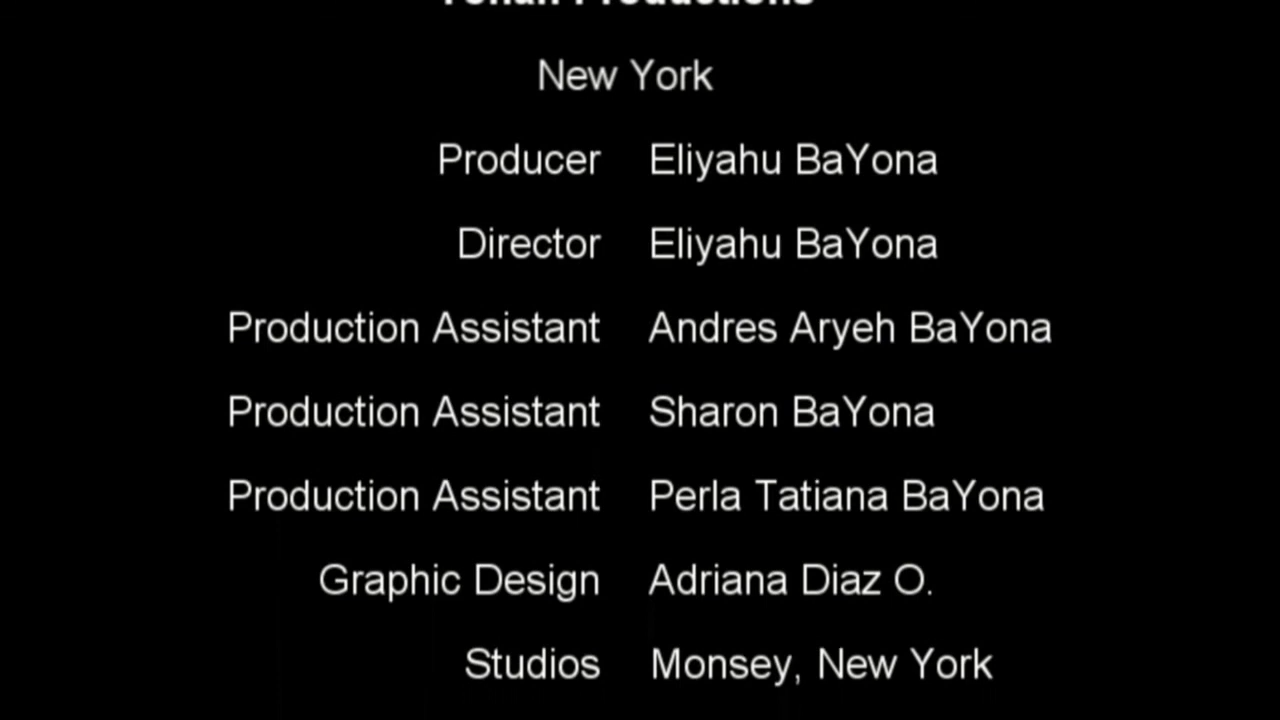 Productions
New York
Producer Eliyahu BaYona
Director Eliyahu BaYona
Production Assistant Andres Aryeh BaYona
Production Assistant Sharon BaYona
Production Assistant Perla Tatiana BaYona
Graphic Design Adriana Diaz O.
Studios Monsey, New York